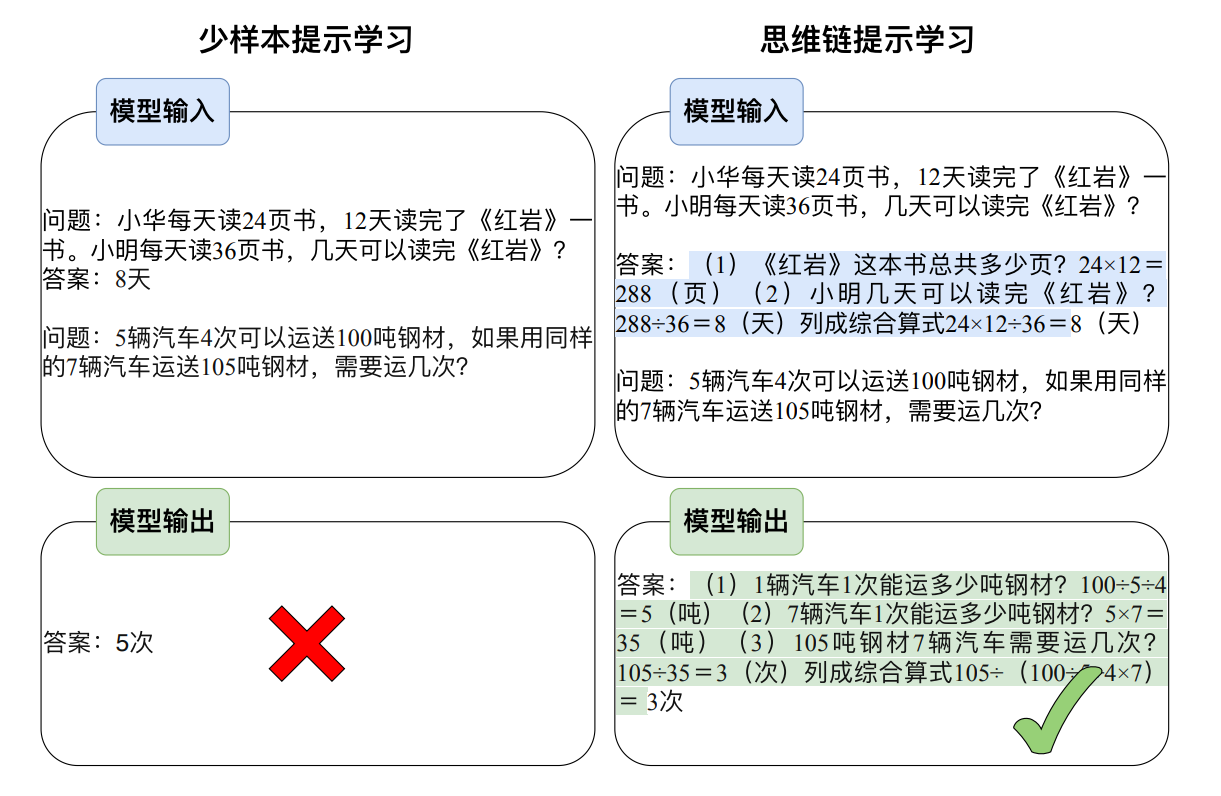 少样本提示学习
模型输入
问题：小华每天读24页书，12天读完了《红岩》一
书。小明每天读36页书，几天可以读完《红岩》？
答案：8天
问题：5辆汽车4次可以运送100吨钢材，如果用同样
的7辆汽车运送105吨钢材，需要运几次？
模型输出
答案：5次
思维链提示学习
模型输入
问题：小华每天读24页书，12天读完了《红岩》一
书。小明每天读36页书，几天可以读完《红岩》？
答案：（1）《红岩》这本书总共多少页？24×12＝
288（页）（2）小明几天可以读完《红岩》？
288÷36＝8（天）列成综合算式24×12÷36＝8（天）
问题：5辆汽车4次可以运送100吨钢材，如果用同样
的7辆汽车运送105吨钢材，需要运几次？
模型输出
答案：（1）1辆汽车1次能运多少吨钢材？100÷5÷4
＝5（吨）（2）7辆汽车1次能运多少吨钢材？5×7＝
35（吨）（3）105吨钢材7辆汽车需要运几次？
105÷35＝3（次）列成综合算式105÷（100÷5÷4×7）
＝3次